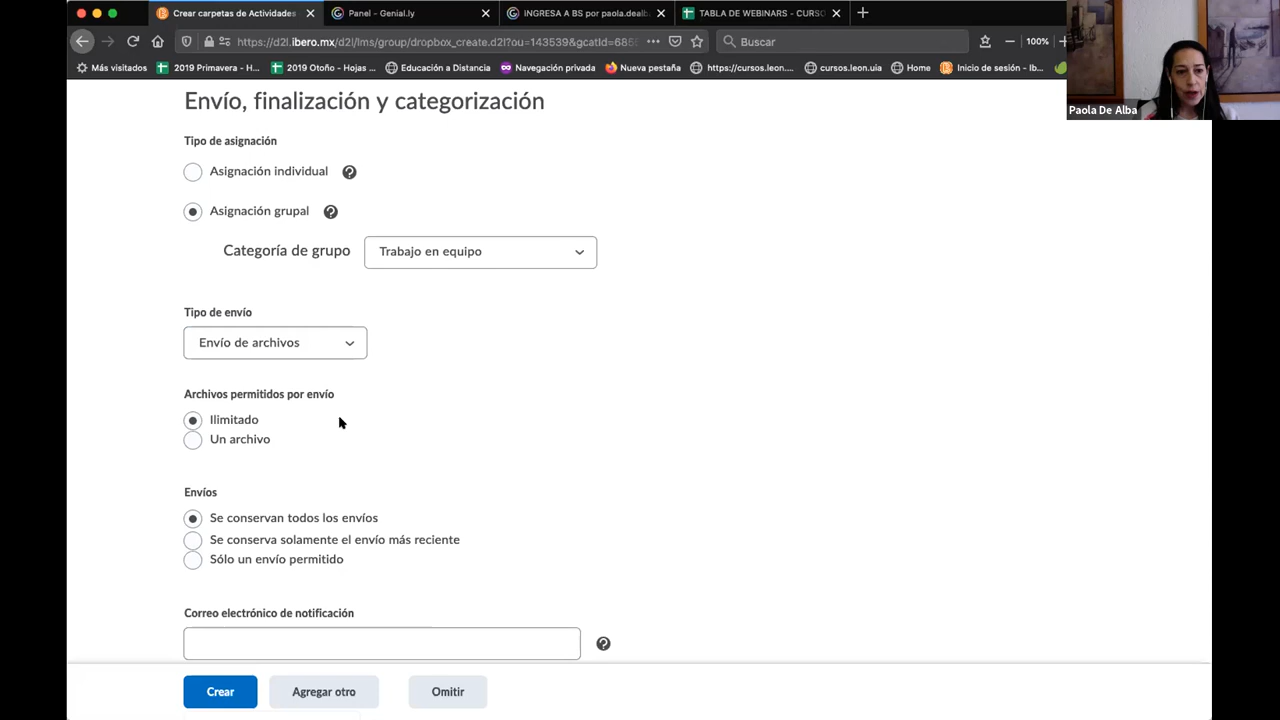 Crear carpetas de Actividades
Panel - Genial.ly
INGRESA A BS por paola.dealb
TABLA DE WEBINARS - CURSO
https://d2l.ibero.mx/d2l/lms/group/dropbox_create.d2l?ou=143539&gcatId=
Buscar
100%
Más visitados
2019 Primavera - H...
2019 Otoño - Hojas ...
Educación a Distancia
Navegación privada
Nueva pestaña
https://cursos.leon....
cursos.leon.uia
Home
Inicio de sesión - Ib...
Paola De Alba
Envío, finalización y categorización
Tipo de asignación
Asignación individual
Asignación grupal
Categoría de grupo
Trabajo en equipo
Tipo de envío
Envío de archivos
Archivos permitidos por envío
Ilimitado
Un archivo
Envíos
Se conservan todos los envíos
Se conserva solamente el envío más reciente
Sólo un envío permitido
Correo electrónico de notificación
Crear
Agregar otro
Omitir